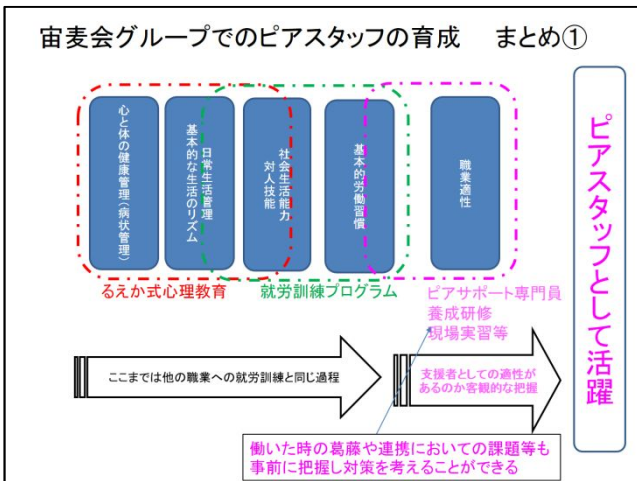 宙麦会グループでのピアスタッフの育成　まとめ①
心と体の健康管理(病状管理)
日常生活管理
基本的な生活のリズム
社会生活能力
対人技能
基本的労働習慣
職業適性
ピアスタッフとして活躍
るえか式心理教育
就労訓練プログラム
ピアサポート専門員
養成研修
現場実習等
ここまでは他の職業への就労訓練と同じ過程
支援者としての適性が
あるのか客観的な把握
働いた時の葛藤や連携においての課題等も
事前に把握し対策を考えることができる